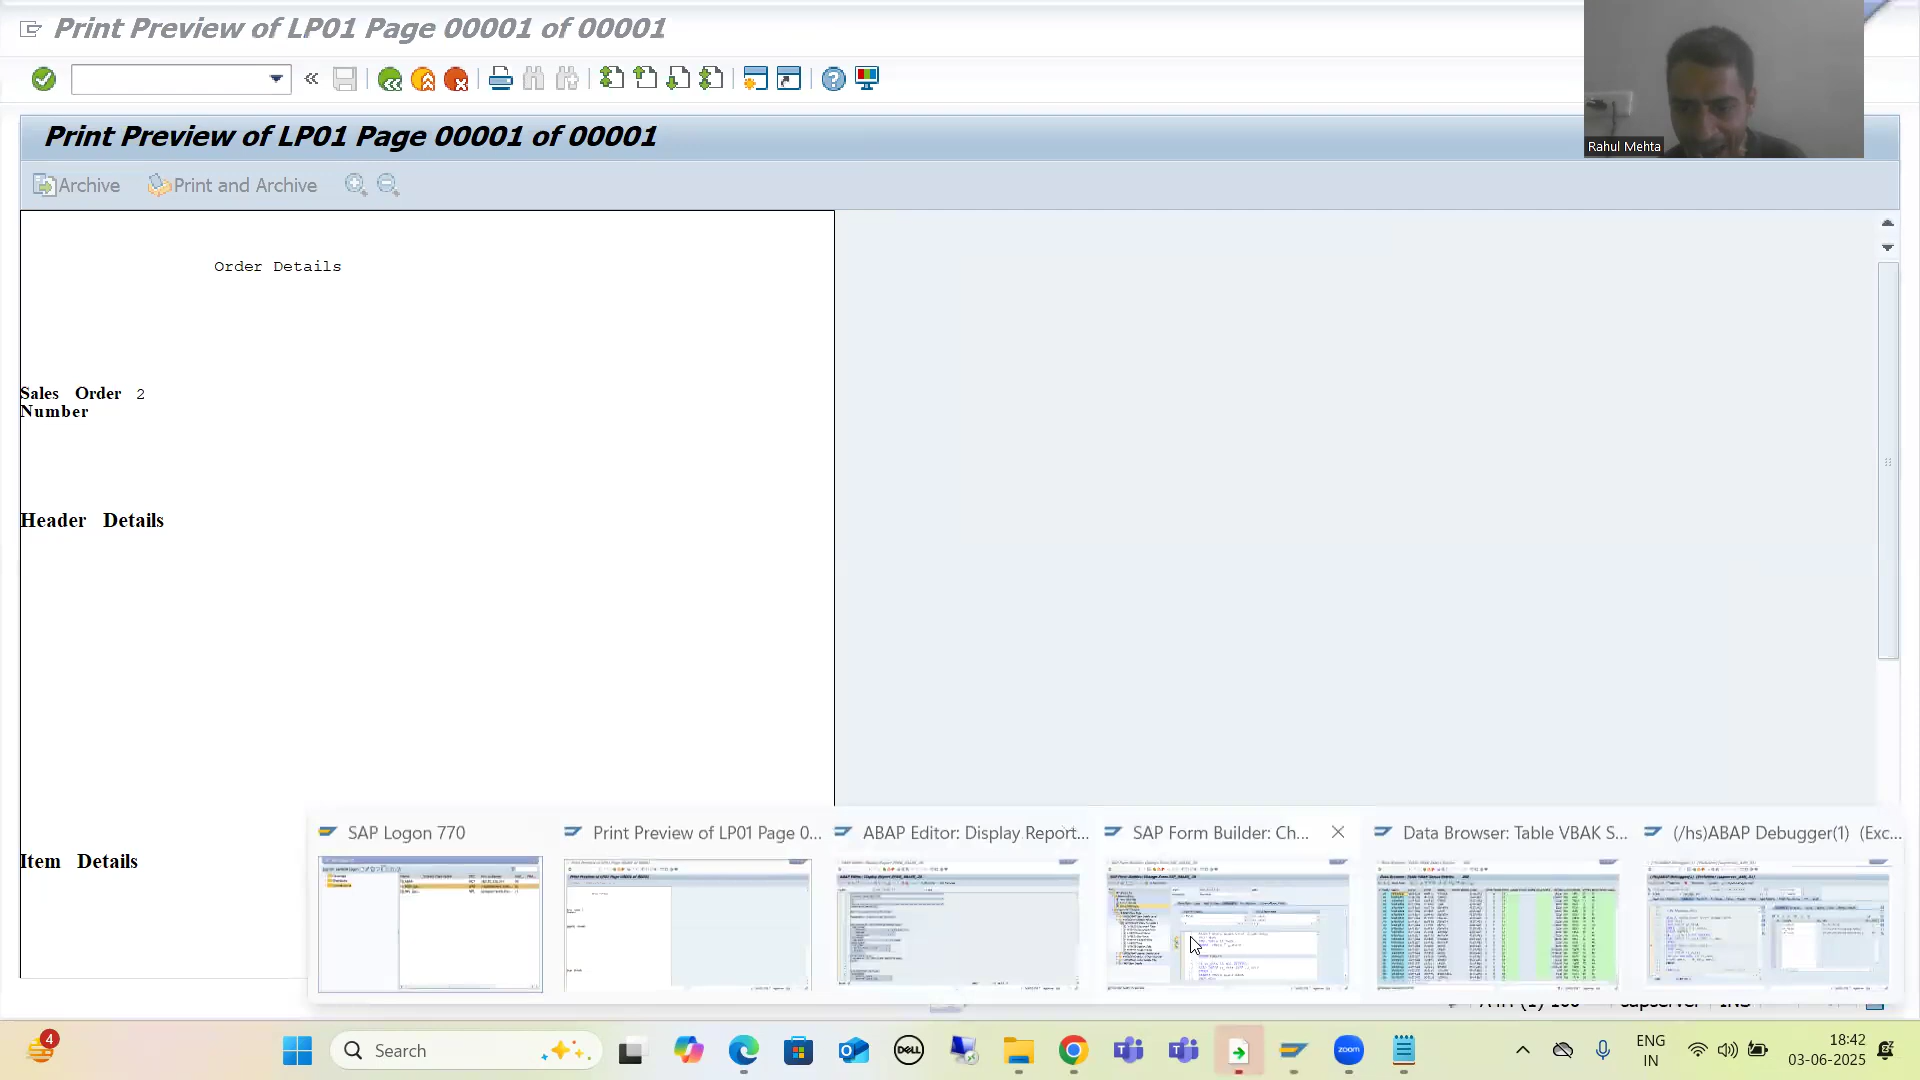 Print Preview of LP01 Page 00001 of 00001
Rahul Mehta
Print Preview of LP01 Page 00001 of 00001
Archive
Print and Archive
Order Details
Sales Order 2
Number
Header Details
Item Details
SAP Logon 770
Print Preview of LP01 Page 0...
ABAP Editor: Display Report...
SAP Form Builder: Ch...
Data Browser: Table VBAK S...
(/hs)ABAP Debugger(1) (Exc...
4
Search
DELL
zoom
ENG
IN
18:42
03-06-2025